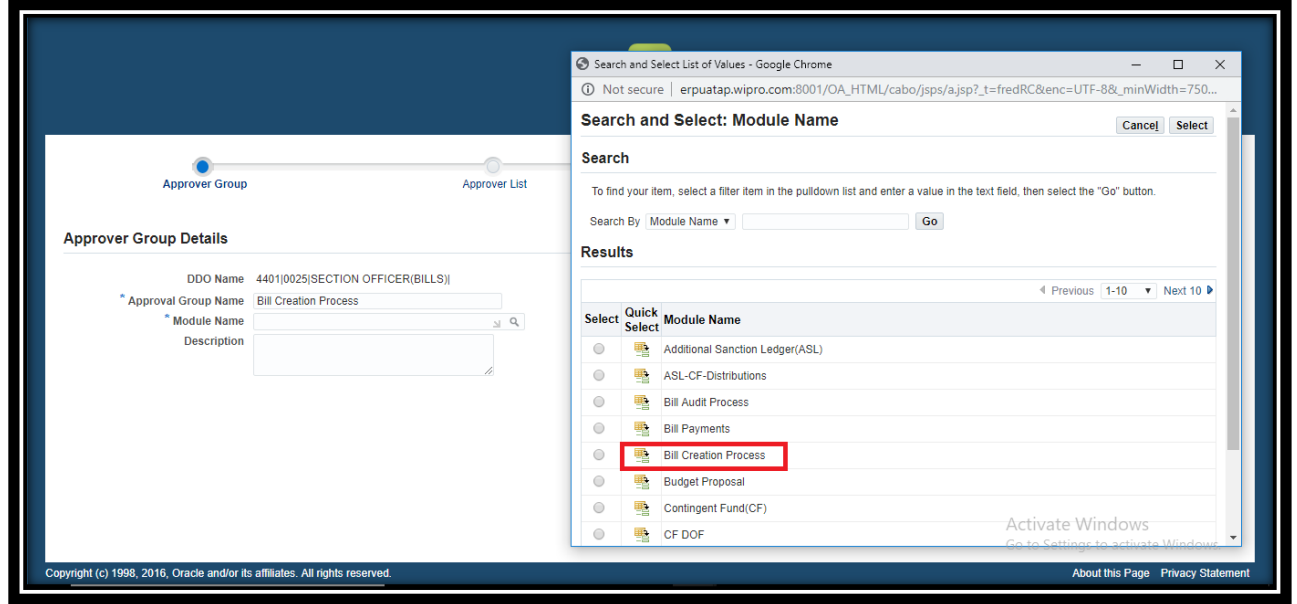 Search and Select List of Values - Google Chrome
Not secure | erpuatap.wipro.com:8001/OA_HTML/cabo/jsps/a.jsp?_t=fredRC&enc=UTF-8&_minWidth=750...
Search and Select: Module Name
Cancel Select
Search
To find your item, select a filter item in the pulldown list and enter a value in the text field, then select the "Go" button.
Search By Module Name Go
Results
Previous 1-10 Next 10
Select Quick Select Module Name
Additional Sanction Ledger(ASL)
ASL-CF-Distributions
Bill Audit Process
Bill Payments
Bill Creation Process
Budget Proposal
Contingent Fund(CF)
CF DOF
Approver Group Approver List
Approver Group Details
DDO Name 4401|0025|SECTION OFFICER(BILLS)|
* Approval Group Name Bill Creation Process
* Module Name
Description
Activate Windows
Go to Settings to activate Windows.
Copyright (c) 1998, 2016, Oracle and/or its affiliates. All rights reserved.
About this Page Privacy Statement